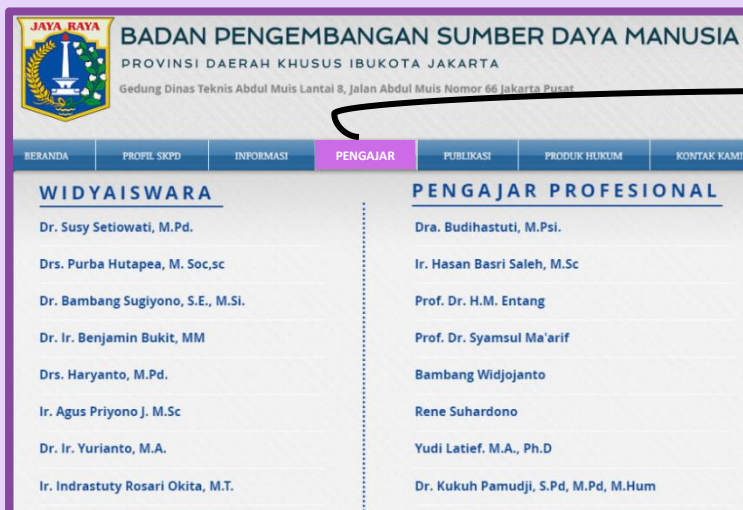 JAYA RAYA
BADAN PENGEMBANGAN SUMBER DAYA MANUSIA
PROVINSI DAERAH KHUSUS IBUKOTA JAKARTA
Gedung Dinas Teknis Abdul Muis Lantai 8, Jalan Abdul Muis Nomor 66 Jakarta Pusat
BERANDA PROFIL SKPD INFORMASI PENGAJAR PUBLIKASI PRODUK HUKUM KONTAK KAMI
WIDYAISWARA
Dr. Susy Setiowati, M.Pd.
Drs. Purba Hutapea, M. Soc,sc
Dr. Bambang Sugiyono, S.E., M.Si.
Dr. Ir. Benjamin Bukit, MM
Drs. Haryanto, M.Pd.
Ir. Agus Priyono J. M.Sc
Dr. Ir. Yurianto, M.A.
Ir. Indrastuty Rosari Okita, M.T.
PENGAJAR PROFESIONAL
Dra. Budihastuti, M.Psi.
Ir. Hasan Basri Saleh, M.Sc
Prof. Dr. H.M. Entang
Prof. Dr. Syamsul Ma'arif
Bambang Widjojanto
Rene Suhardono
Yudi Latief. M.A., Ph.D
Dr. Kukuh Pamudji, S.Pd, M.Pd, M.Hum